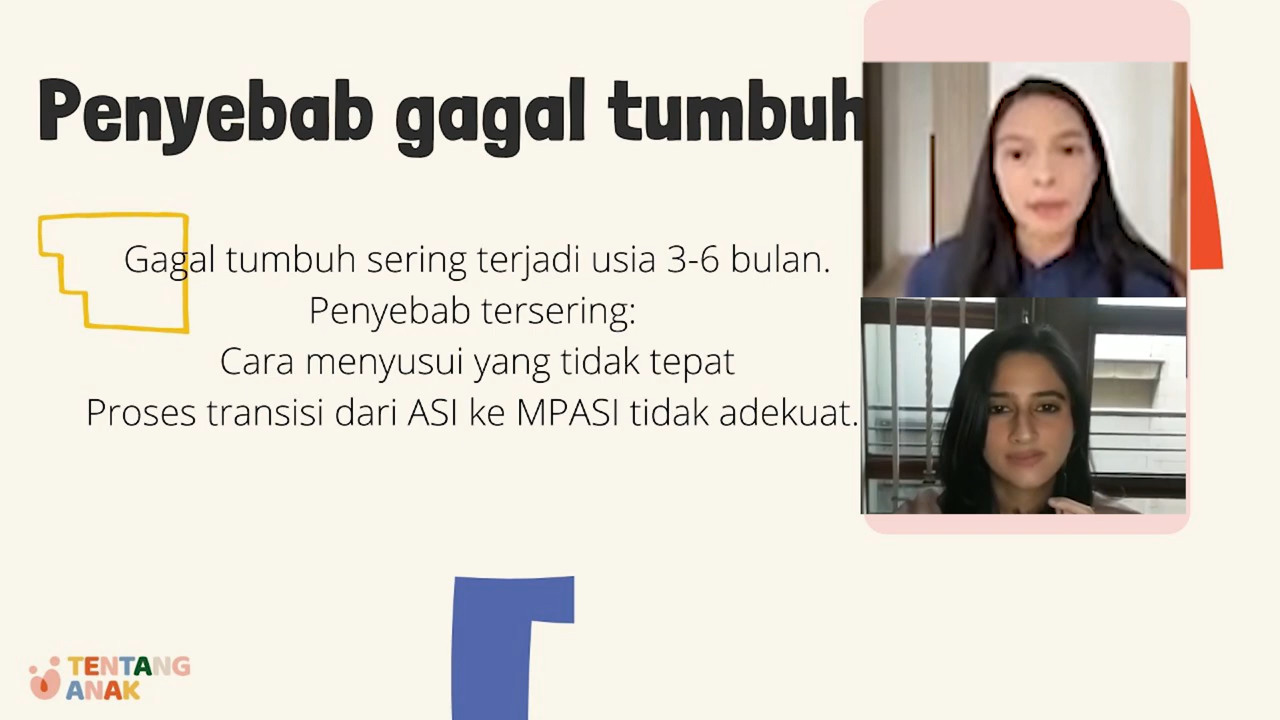 Penyebab gagal tumbuh
Gagal tumbuh sering terjadi usia 3-6 bulan.
Penyebab tersering:
Cara menyusui yang tidak tepat
Proses transisi dari ASI ke MPASI tidak adekuat.
TENTANG
ANAK